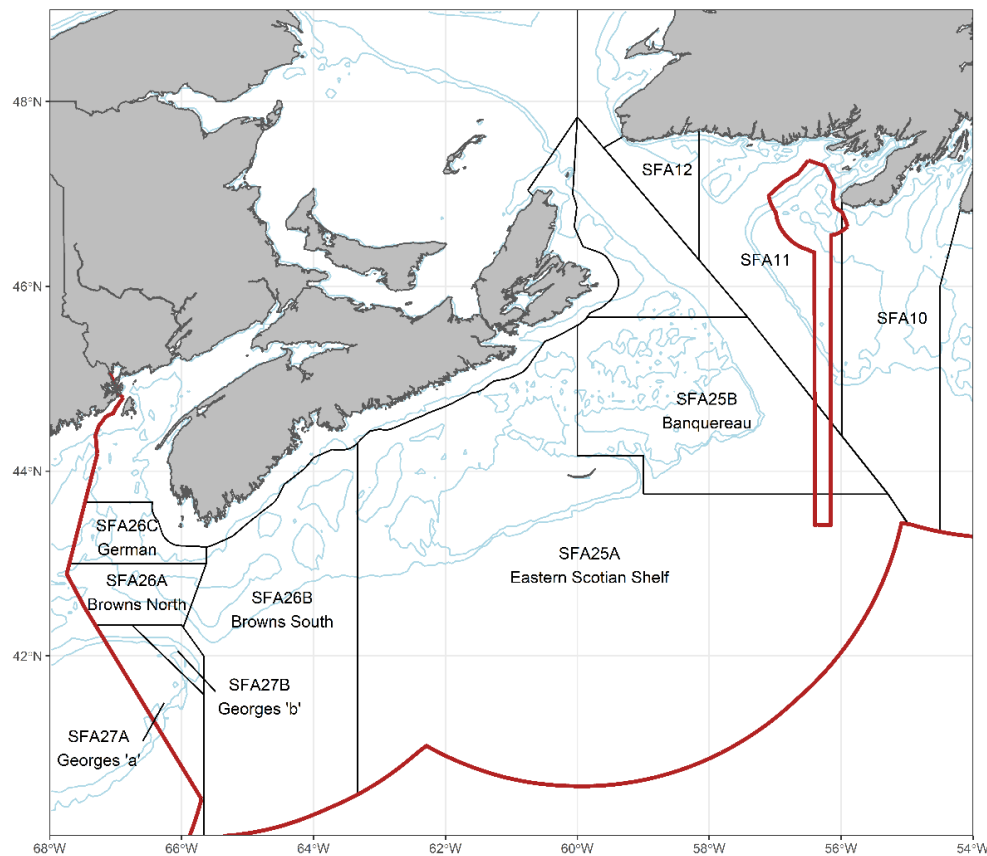 48°N
46°N
44°N
42°N
SFA12
SFA11
SFA10
SFA25B
Banquereau
SFA26C
German
SFA26A
Browns North
SFA26B
Browns South
SFA25A
Eastern Scotian Shelf
SFA27B
Georges 'b'
SFA27A
Georges 'a'
68°W
66°W
64°W
62°W
60°W
58°W
56°W
54°W